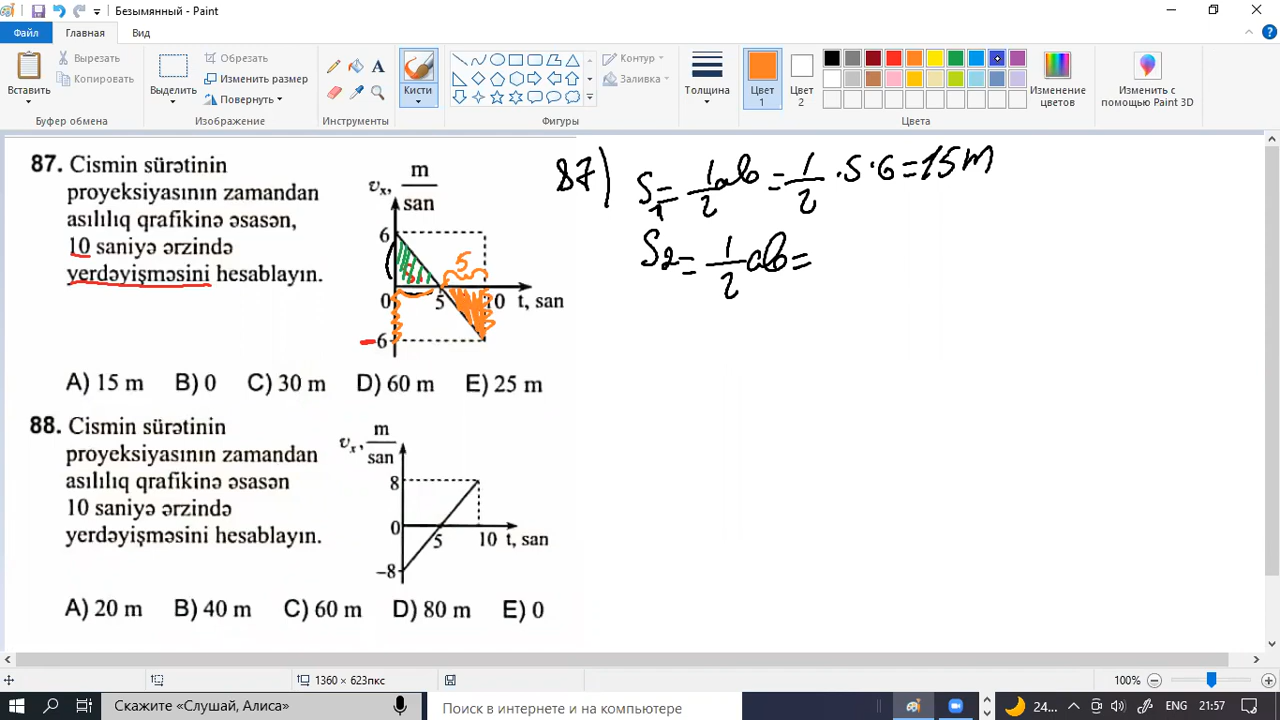 Безымянный - Paint
Файл
Главная
Вид
Вставить
Вырезать
Копировать
Буфер обмена
Выделить
Обрезать
Изменить размер
Повернуть
Изображение
Инструменты
Кисти
Контур
Заливка
Фигуры
Толщина
Цвет
1
Цвет
2
Цвета
Изменение
цветов
Изменить с
помощью Paint 3D
87. Cismin sürətinin
proyeksiyasının zamandan
asılılıq qrafikinə əsasən,
10 saniyə ərzində
yerdəyişməsini hesablayın.
vx, m
san
6
0
5
10 t, san
-6
5
A) 15 m B) 0 C) 30 m D) 60 m E) 25 m
88. Cismin sürətinin
proyeksiyasının zamandan
asılılıq qrafikinə əsasən
10 saniyə ərzində
yerdəyişməsini hesablayın.
vx, m
san
8
0
5
10 t, san
–8
A) 20 m B) 40 m C) 60 m D) 80 m E) 0
87) S1 = 1/2 ab = 1/2 · 5 · 6 = 15 m
S2 = 1/2 ab =
1360 × 623пкс
100%
Скажите «Слушай, Алиса»
Поиск в интернете и на компьютере
24...
ENG
21:57